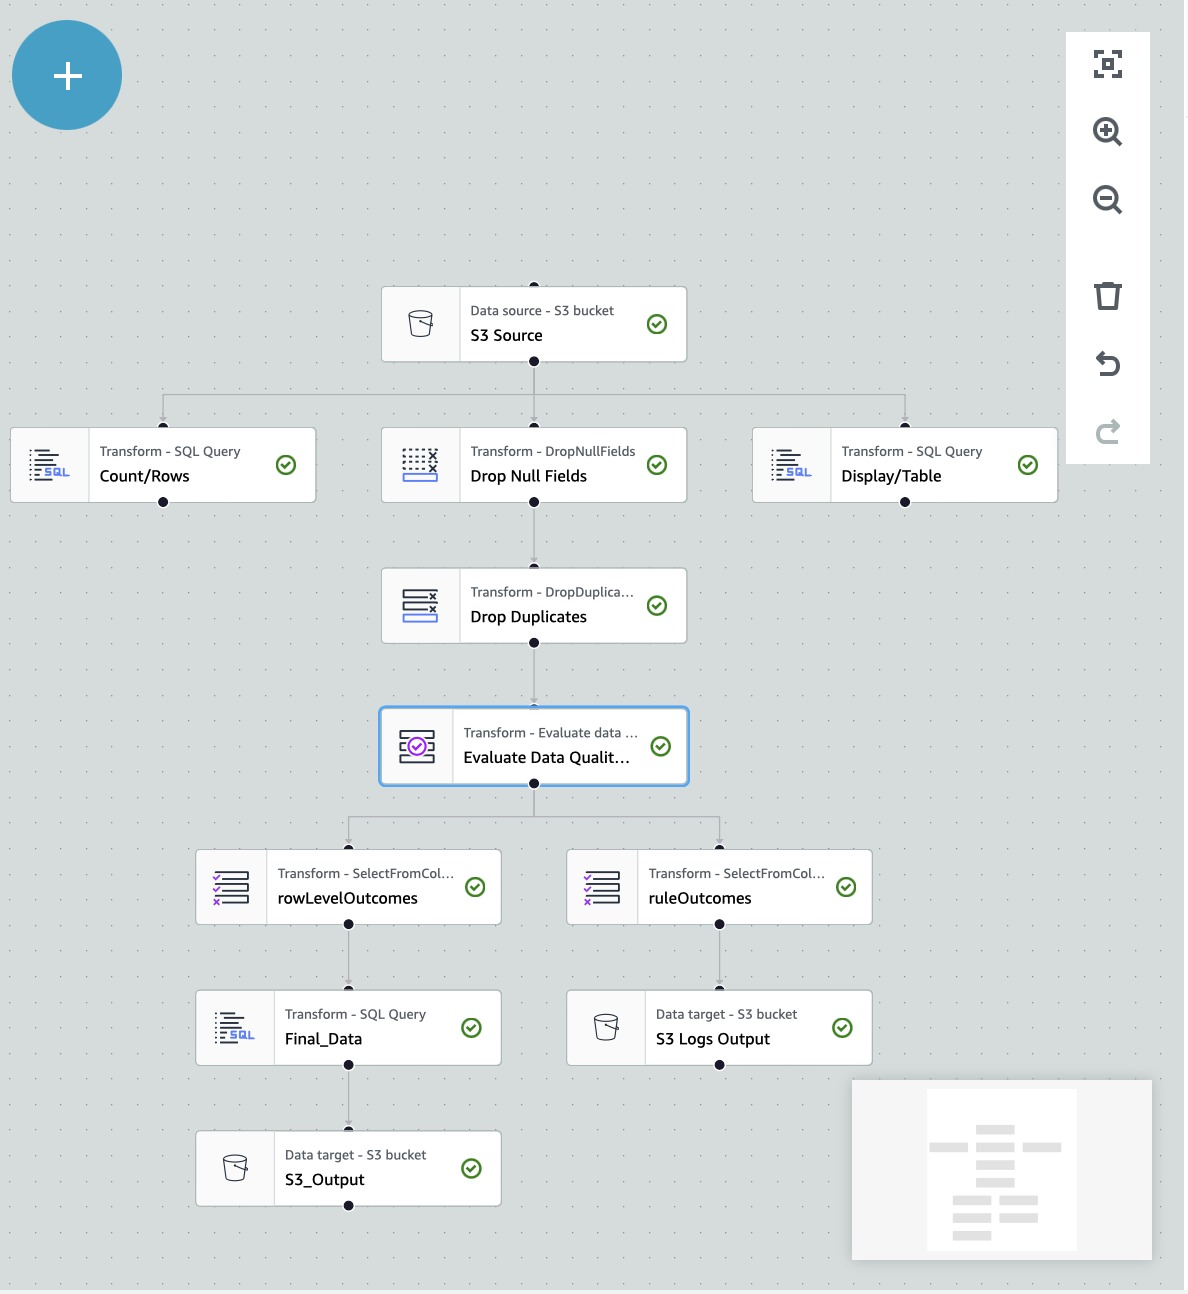 Data source - S3 bucket
S3 Source
Transform - SQL Query
Count/Rows
SQL
Transform - DropNullFields
Drop Null Fields
Transform - SQL Query
Display/Table
SQL
Transform - DropDuplica...
Drop Duplicates
Transform - Evaluate data ...
Evaluate Data Qualit...
Transform - SelectFromCol...
rowLevelOutcomes
Transform - SelectFromCol...
ruleOutcomes
Transform - SQL Query
Final_Data
SQL
Data target - S3 bucket
S3 Logs Output
Data target - S3 bucket
S3_Output